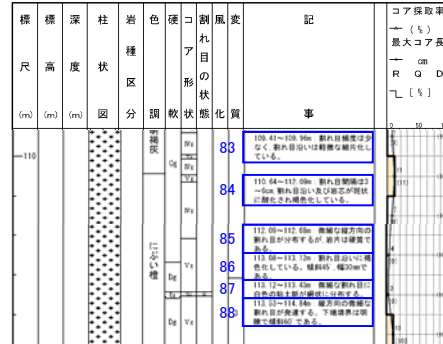 標尺(m)
標高(m)
深度(m)
柱状図
岩種区分
色調
硬軟
コア形状
割れ目の状態
風化
変質
記事
コア採取率
(%)
最大コア長
cm
R Q D
[%]
0 50 10
明褐灰
にぶい橙
-110
Cg
Dg
Dg
83
109.41~109.96m:割れ目頻度は少
なく、割れ目沿いは軽微な細片化し
ている。
84
110.64~112.09m:割れ目間隔は3
~6cm、割れ目沿い及び岩芯が斑状
に酸化され褐色化している。
85
112.09~112.68m 微細な縦方向の
割れ目が分布するが、岩片は硬質で
ある。
86
113.08~113.12m 割れ目沿いに褐
色化している。傾斜45゜、幅30mmで
ある。
87
113.12~113.43m 微細な割れ目に
白色の粘土脈が網状に分布する。
88
113.53~114.84m 縦方向の微細な
割れ目が発達する。下端境界は明
瞭で傾斜60゜である。